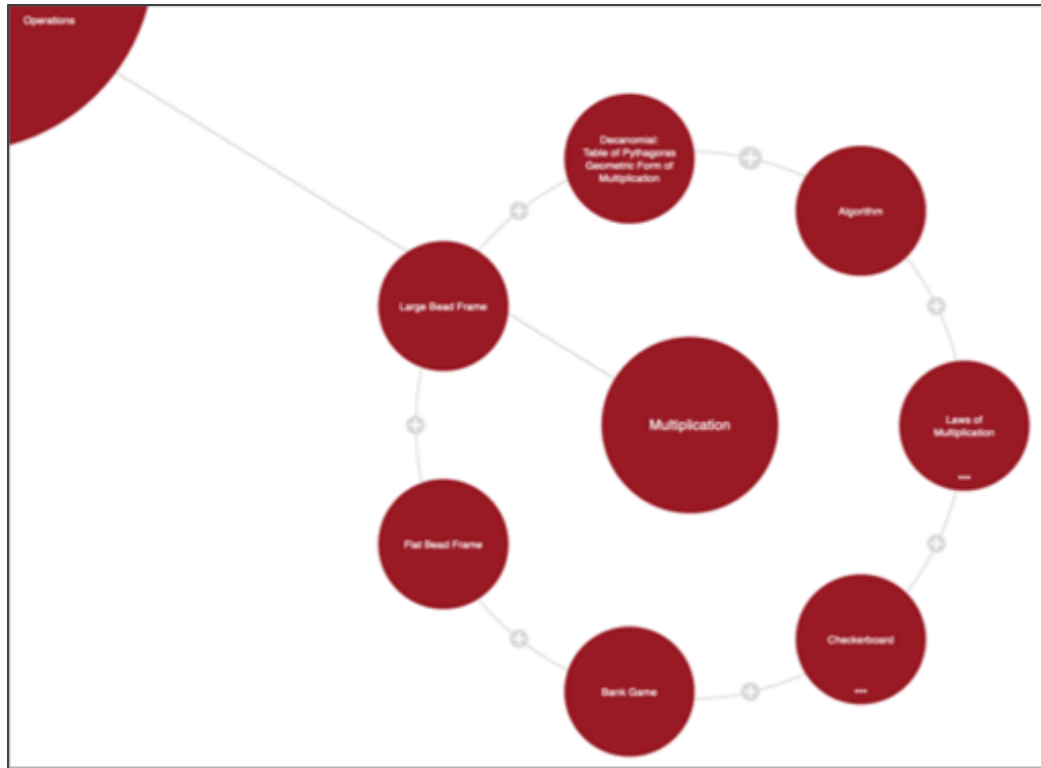 Operations
Decanomial:
Table of Pythagoras
Geometric Form of
Multiplication
Algorithm
Large Bead Frame
Multiplication
Laws of
Multiplication
...
Flat Bead Frame
Checkerboard
...
Bank Game